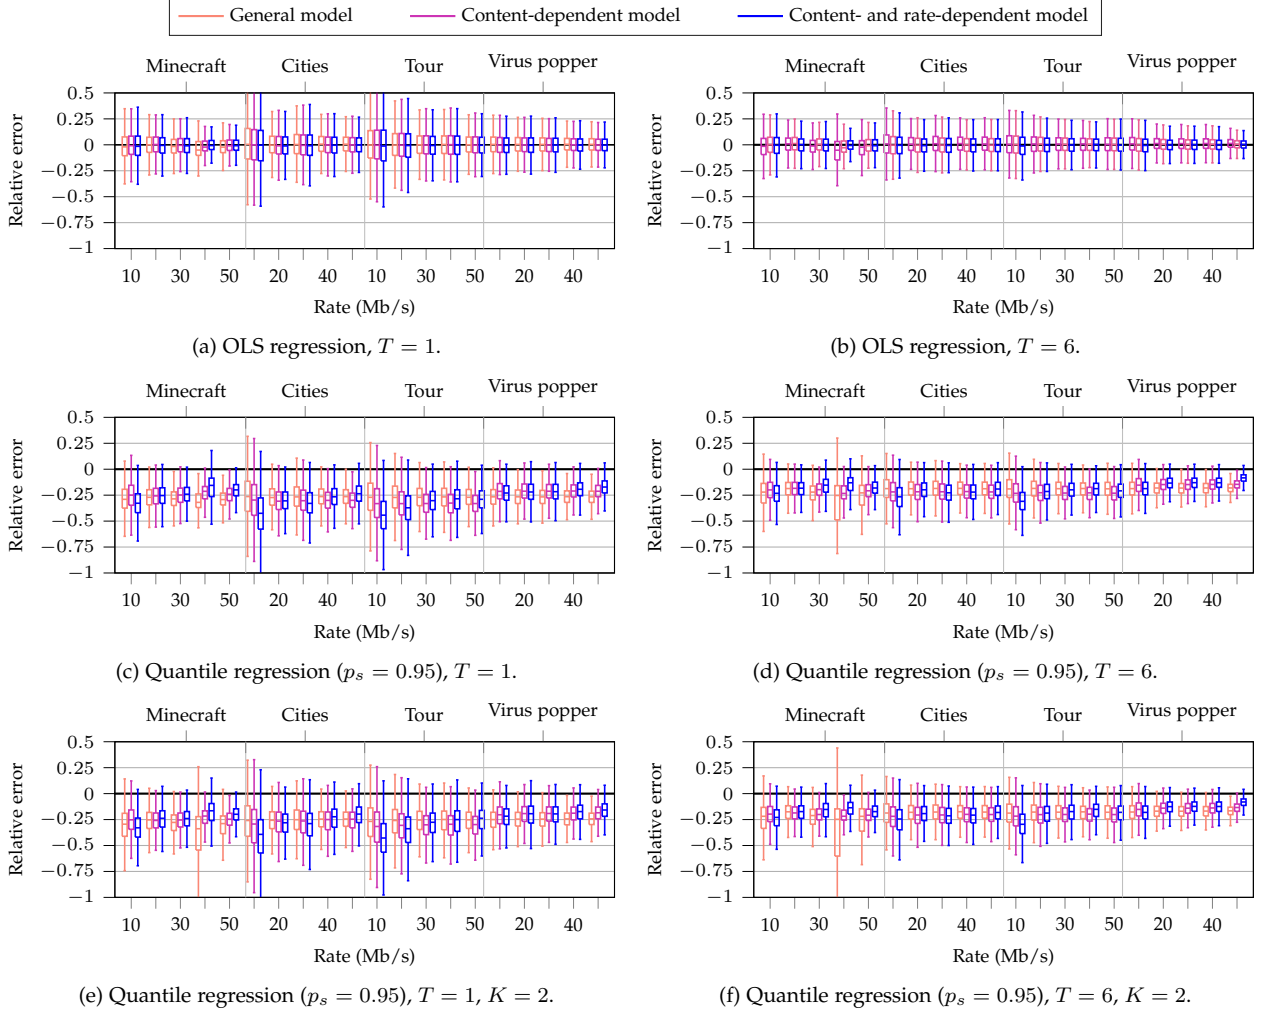 General model Content-dependent model Content- and rate-dependent model
Minecraft Cities Tour Virus popper
0.5
0.25
0
−0.25
−0.5
−0.75
−1
Relative error
10 30 50 20 40 10 30 50 20 40
Rate (Mb/s)
(a) OLS regression, T = 1.
Minecraft Cities Tour Virus popper
0.5
0.25
0
−0.25
−0.5
−0.75
−1
Relative error
10 30 50 20 40 10 30 50 20 40
Rate (Mb/s)
(b) OLS regression, T = 6.
Minecraft Cities Tour Virus popper
0.5
0.25
0
−0.25
−0.5
−0.75
−1
Relative error
10 30 50 20 40 10 30 50 20 40
Rate (Mb/s)
(c) Quantile regression (pₛ = 0.95), T = 1.
Minecraft Cities Tour Virus popper
0.5
0.25
0
−0.25
−0.5
−0.75
−1
Relative error
10 30 50 20 40 10 30 50 20 40
Rate (Mb/s)
(d) Quantile regression (pₛ = 0.95), T = 6.
Minecraft Cities Tour Virus popper
0.5
0.25
0
−0.25
−0.5
−0.75
−1
Relative error
10 30 50 20 40 10 30 50 20 40
Rate (Mb/s)
(e) Quantile regression (pₛ = 0.95), T = 1, K = 2.
Minecraft Cities Tour Virus popper
0.5
0.25
0
−0.25
−0.5
−0.75
−1
Relative error
10 30 50 20 40 10 30 50 20 40
Rate (Mb/s)
(f) Quantile regression (pₛ = 0.95), T = 6, K = 2.